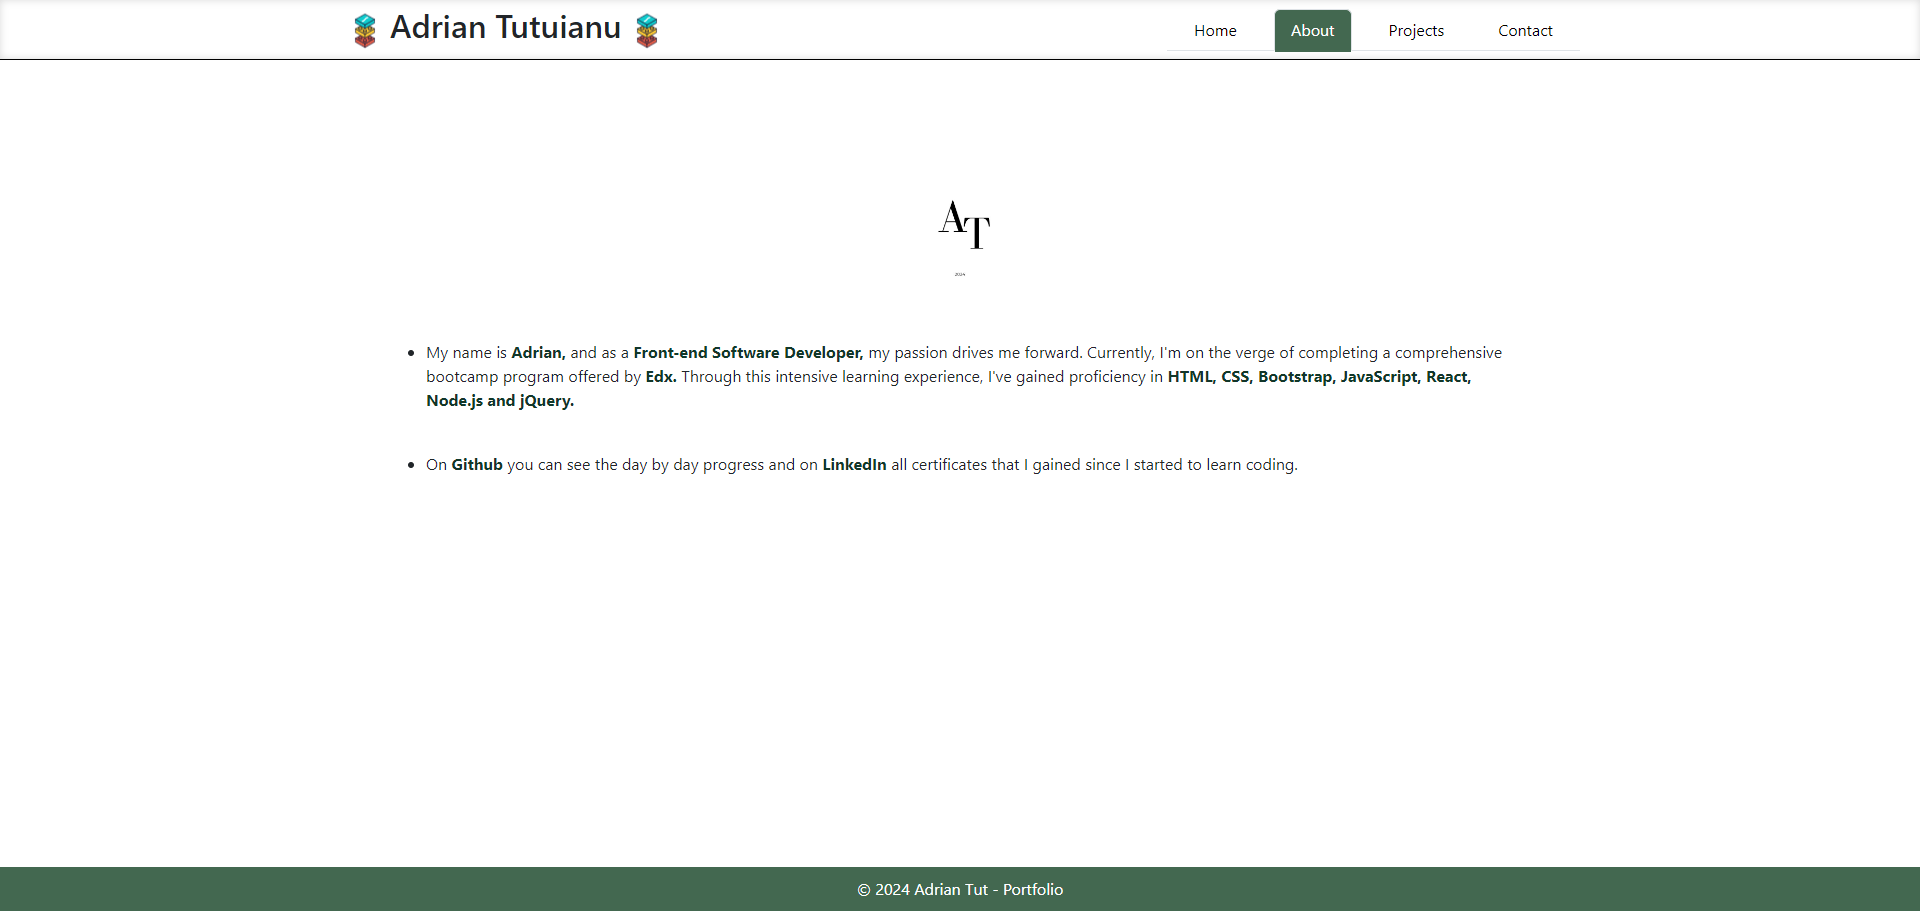 Adrian Tutuianu
Home About Projects Contact
AT
2024
• My name is Adrian, and as a Front-end Software Developer, my passion drives me forward. Currently, I'm on the verge of completing a comprehensive
bootcamp program offered by Edx. Through this intensive learning experience, I've gained proficiency in HTML, CSS, Bootstrap, JavaScript, React,
Node.js and jQuery.
• On Github you can see the day by day progress and on LinkedIn all certificates that I gained since I started to learn coding.
© 2024 Adrian Tut - Portfolio